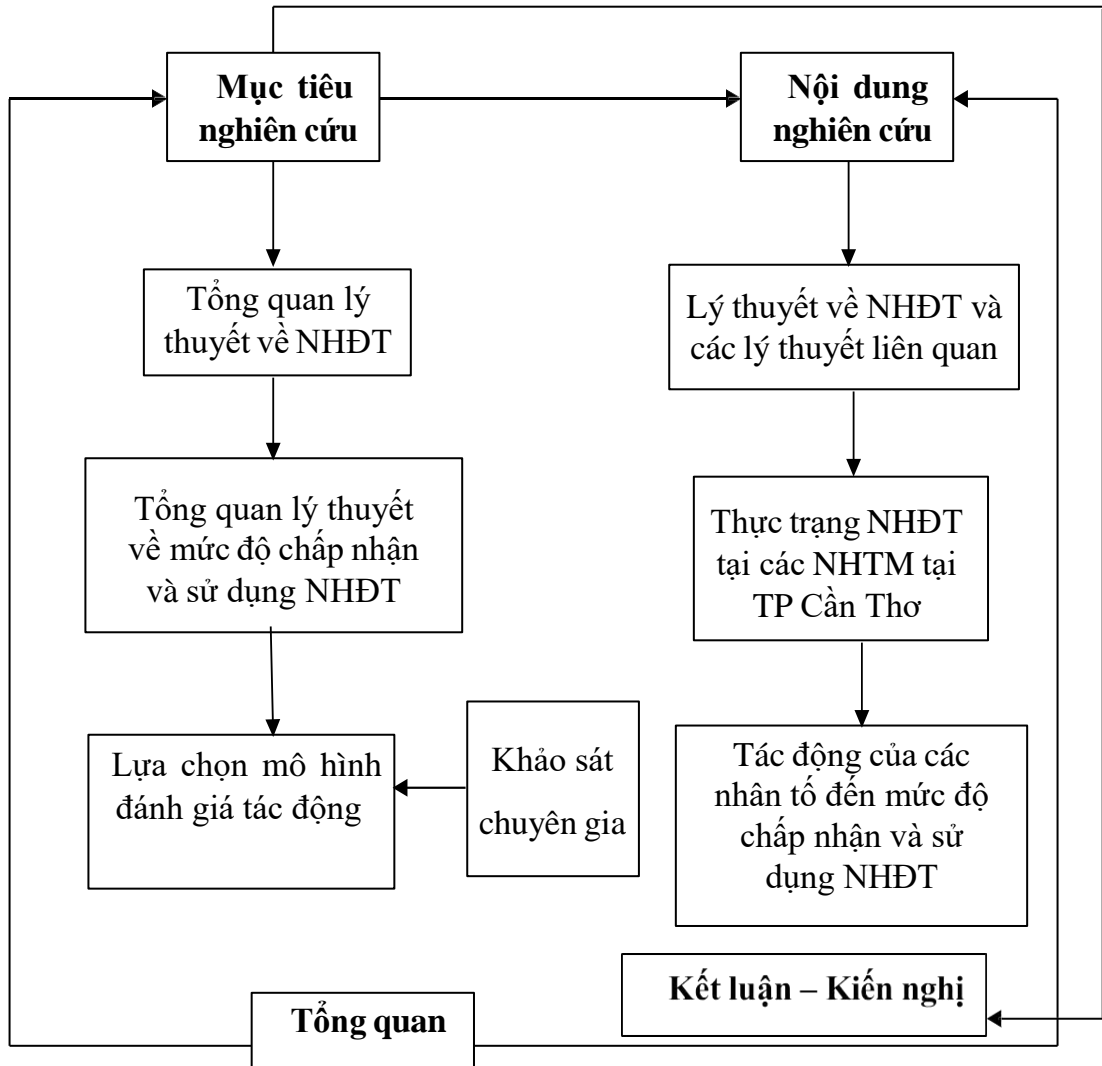 Mục tiêu
nghiên cứu
Nội dung
nghiên cứu
Tổng quan lý
thuyết về NHĐT
Lý thuyết về NHĐT và
các lý thuyết liên quan
Tổng quan lý thuyết
về mức độ chấp nhận
và sử dụng NHĐT
Thực trạng NHĐT
tại các NHTM tại
TP Cần Thơ
Lựa chọn mô hình
đánh giá tác động
Khảo sát
chuyên gia
Tác động của các
nhân tố đến mức độ
chấp nhận và sử
dụng NHĐT
Kết luận – Kiến nghị
Tổng quan